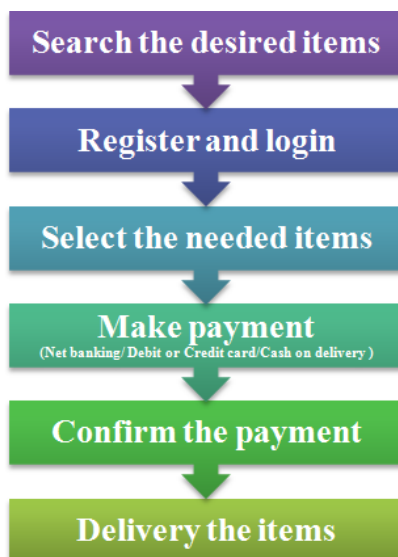 Search the desired items
Register and login
Select the needed items
Make payment
(Net banking/ Debit or Credit card/Cash on delivery )
Confirm the payment
Delivery the items